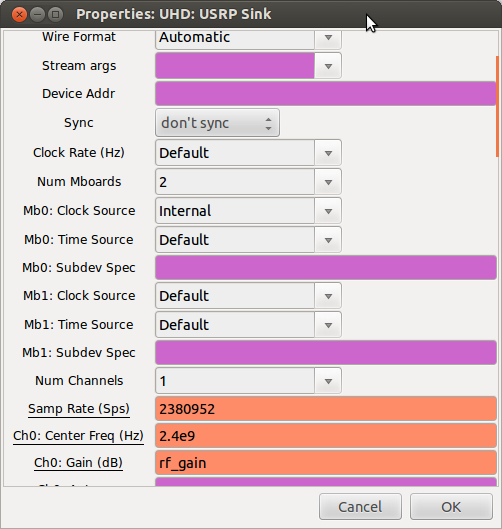 Properties: UHD: USRP Sink
Wire Format Automatic
Stream args
Device Addr
Sync don't sync
Clock Rate (Hz) Default
Num Mboards 2
Mb0: Clock Source Internal
Mb0: Time Source Default
Mb0: Subdev Spec
Mb1: Clock Source Default
Mb1: Time Source Default
Mb1: Subdev Spec
Num Channels 1
Samp Rate (Sps) 2380952
Ch0: Center Freq (Hz) 2.4e9
Ch0: Gain (dB) rf_gain
Cancel OK